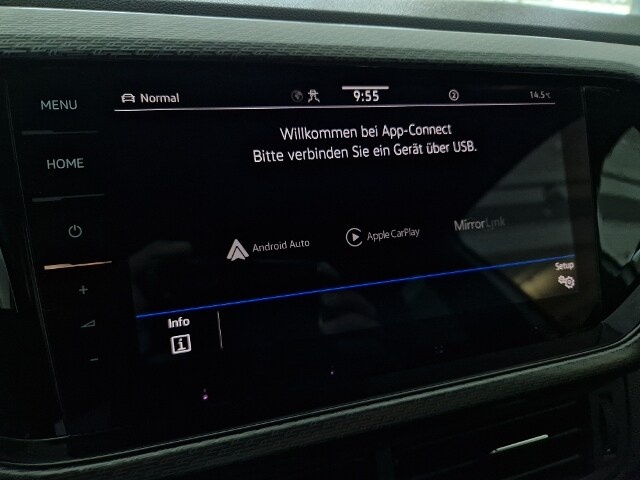 MENU
Normal
9:55
14.5°C
Willkommen bei App-Connect
Bitte verbinden Sie ein Gerät über USB.
HOME
Android Auto
Apple CarPlay
MirrorLink
+
-
Setup
Info
i